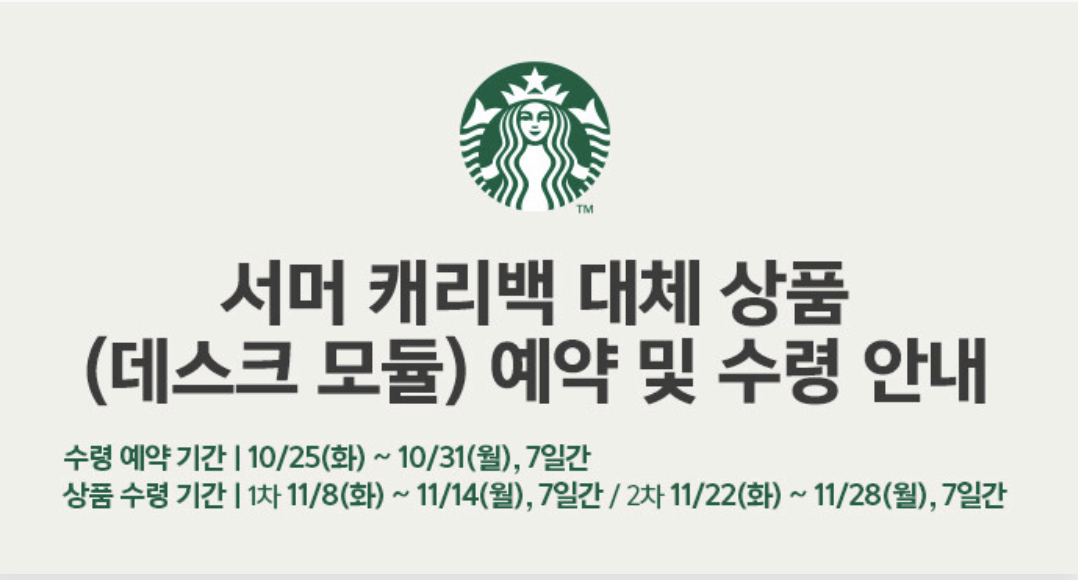 TM
서머 캐리백 대체 상품
(데스크 모듈) 예약 및 수령 안내
수령 예약 기간 | 10/25(화) ~ 10/31(월), 7일간
상품 수령 기간 | 1차 11/8(화) ~ 11/14(월), 7일간 / 2차 11/22(화) ~ 11/28(월), 7일간